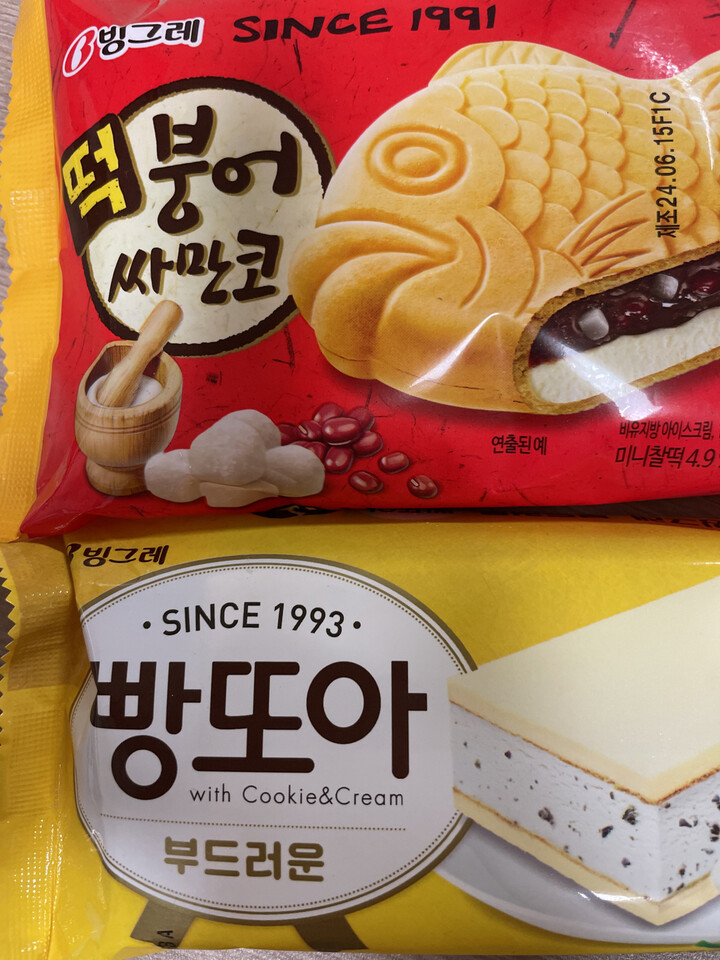 빙그레 SINCE 1991
떡 붕어
싸만코
제조24.06.15F1C
연출된 예
비유지방아이스크림,
미니찰떡 4.9
빙그레
· SINCE 1993 ·
빵또아
with Cookie&Cream
부드러운